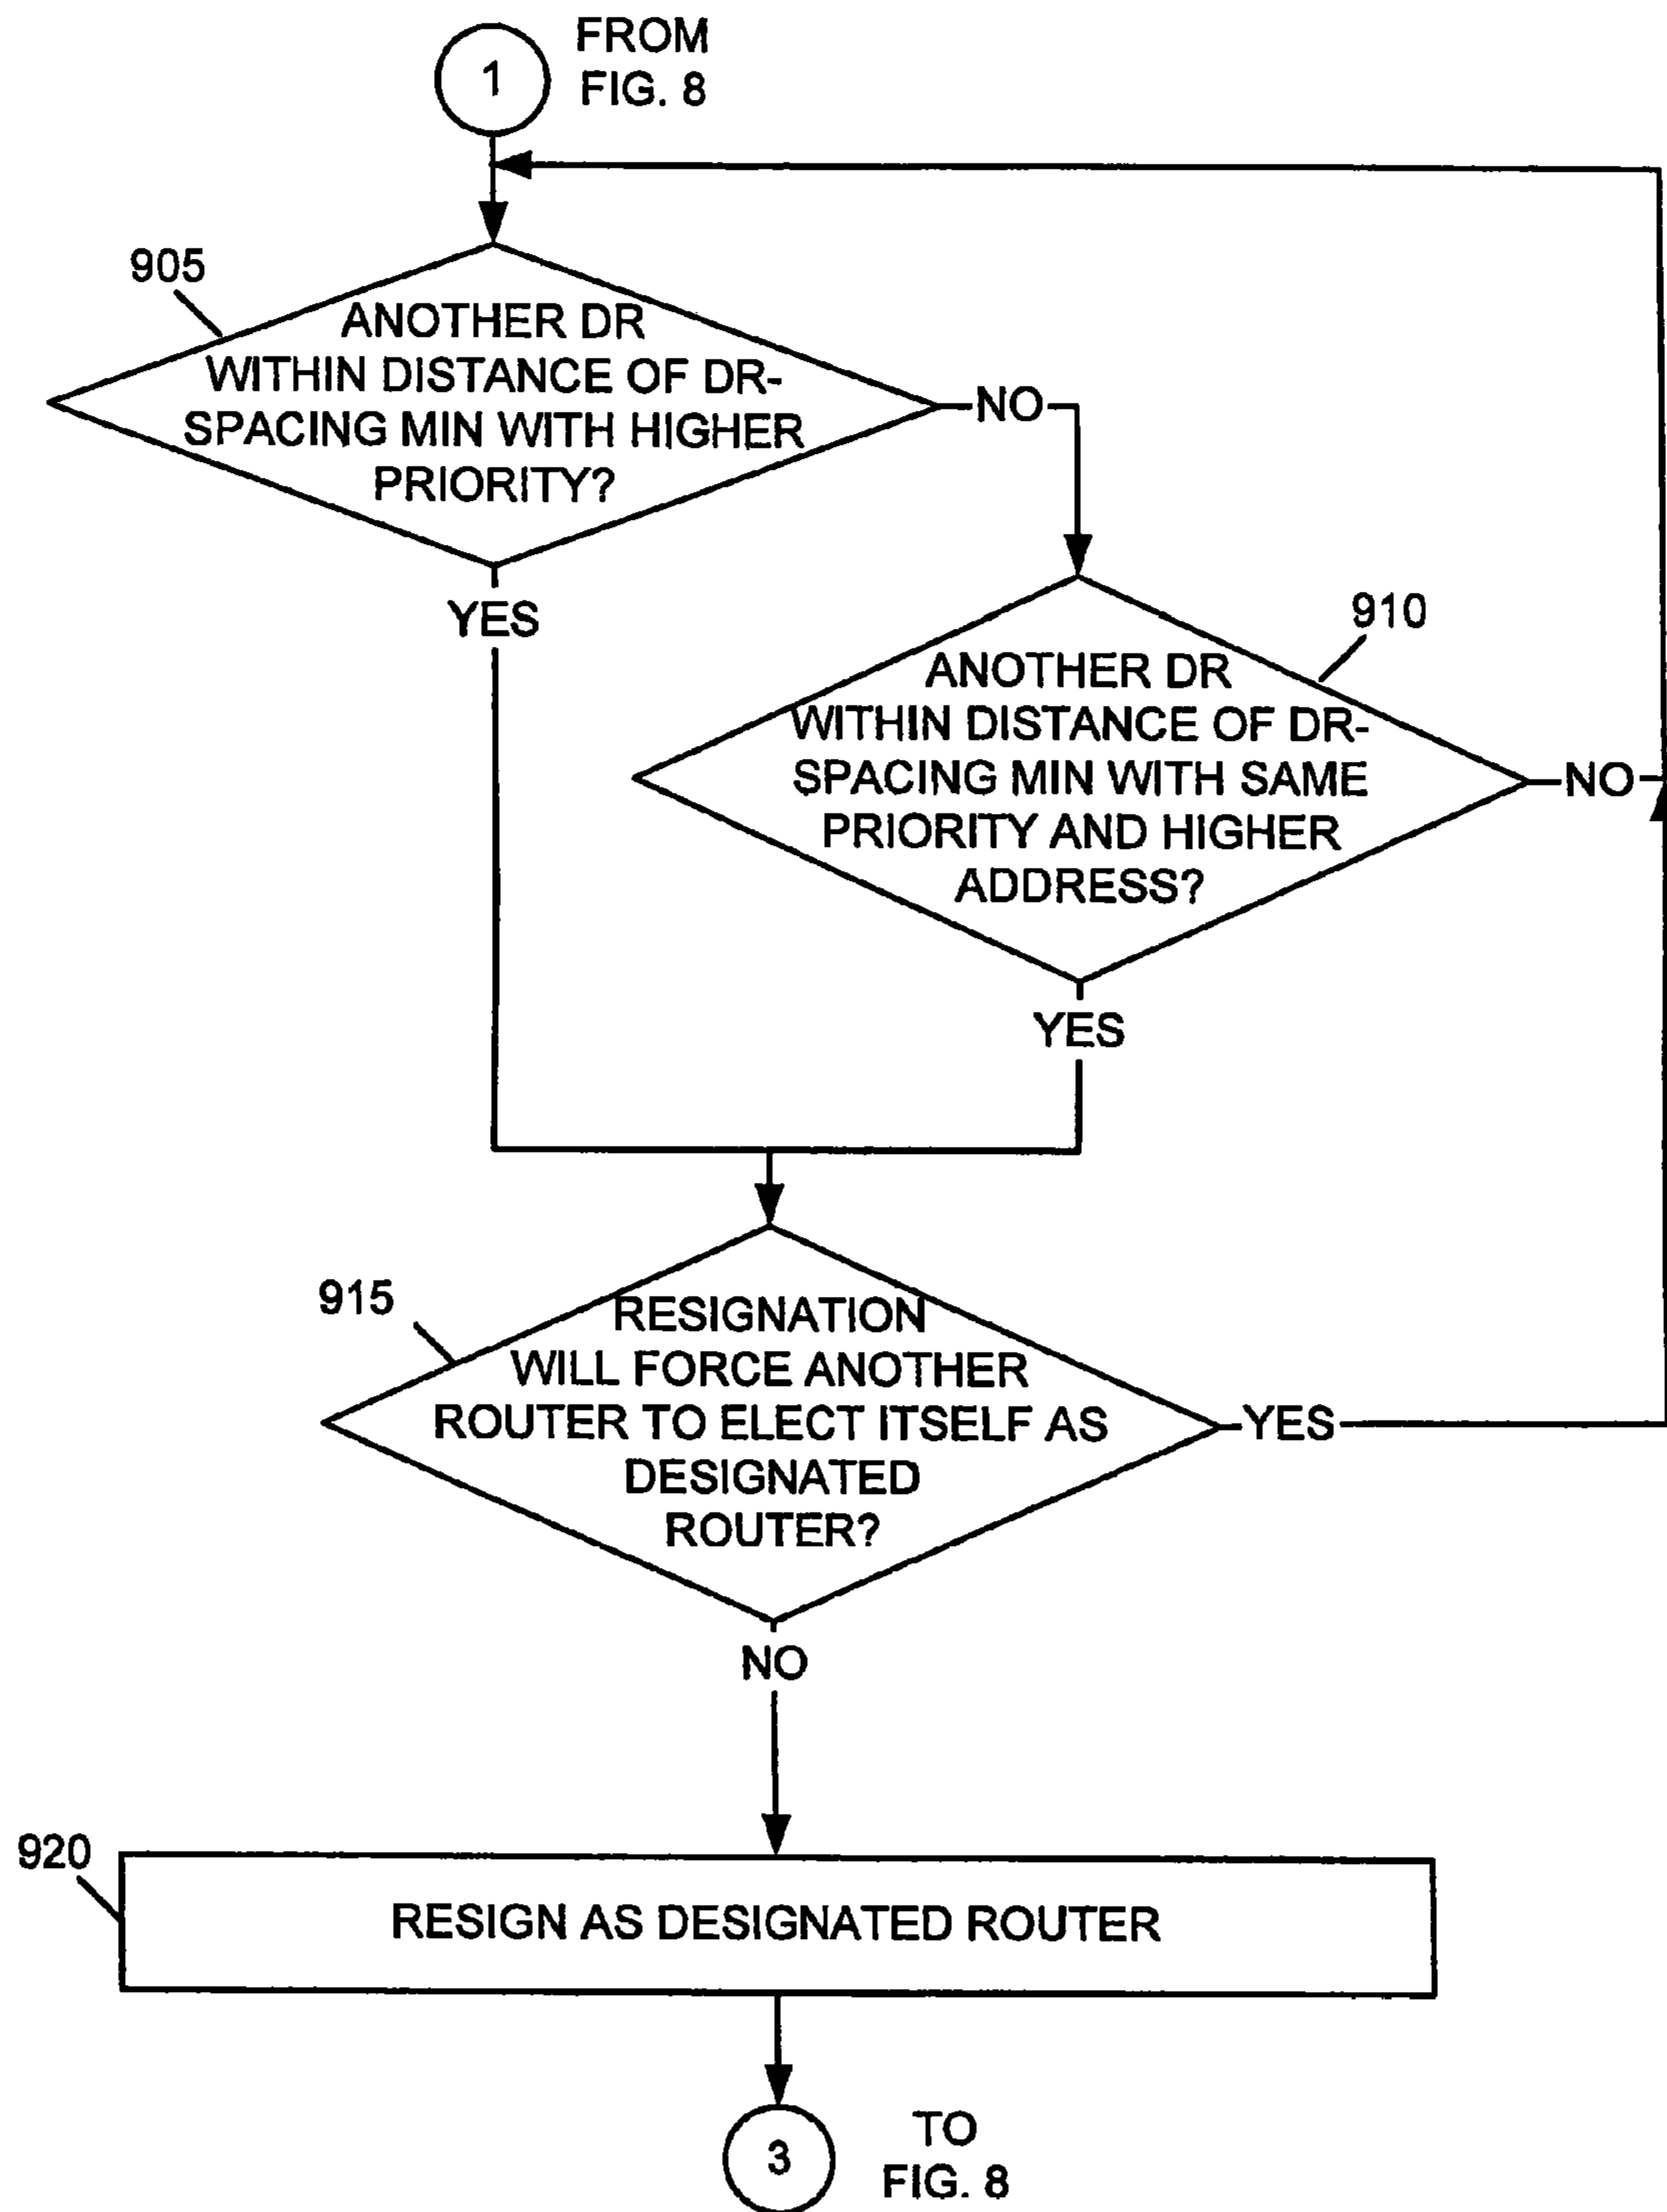 1
FROM
FIG. 8
905
ANOTHER DR
WITHIN DISTANCE OF DR-
SPACING MIN WITH HIGHER
PRIORITY?
NO
YES
910
ANOTHER DR
WITHIN DISTANCE OF DR-
SPACING MIN WITH SAME
PRIORITY AND HIGHER
ADDRESS?
NO
YES
915
RESIGNATION
WILL FORCE ANOTHER
ROUTER TO ELECT ITSELF AS
DESIGNATED
ROUTER?
YES
NO
920
RESIGN AS DESIGNATED ROUTER
3
TO
FIG. 8